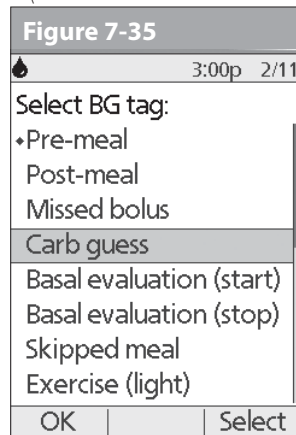 Figure 7-35
3:00p 2/11
Select BG tag:
Pre-meal
Post-meal
Missed bolus
Carb guess
Basal evaluation (start)
Basal evaluation (stop)
Skipped meal
Exercise (light)
OK Select